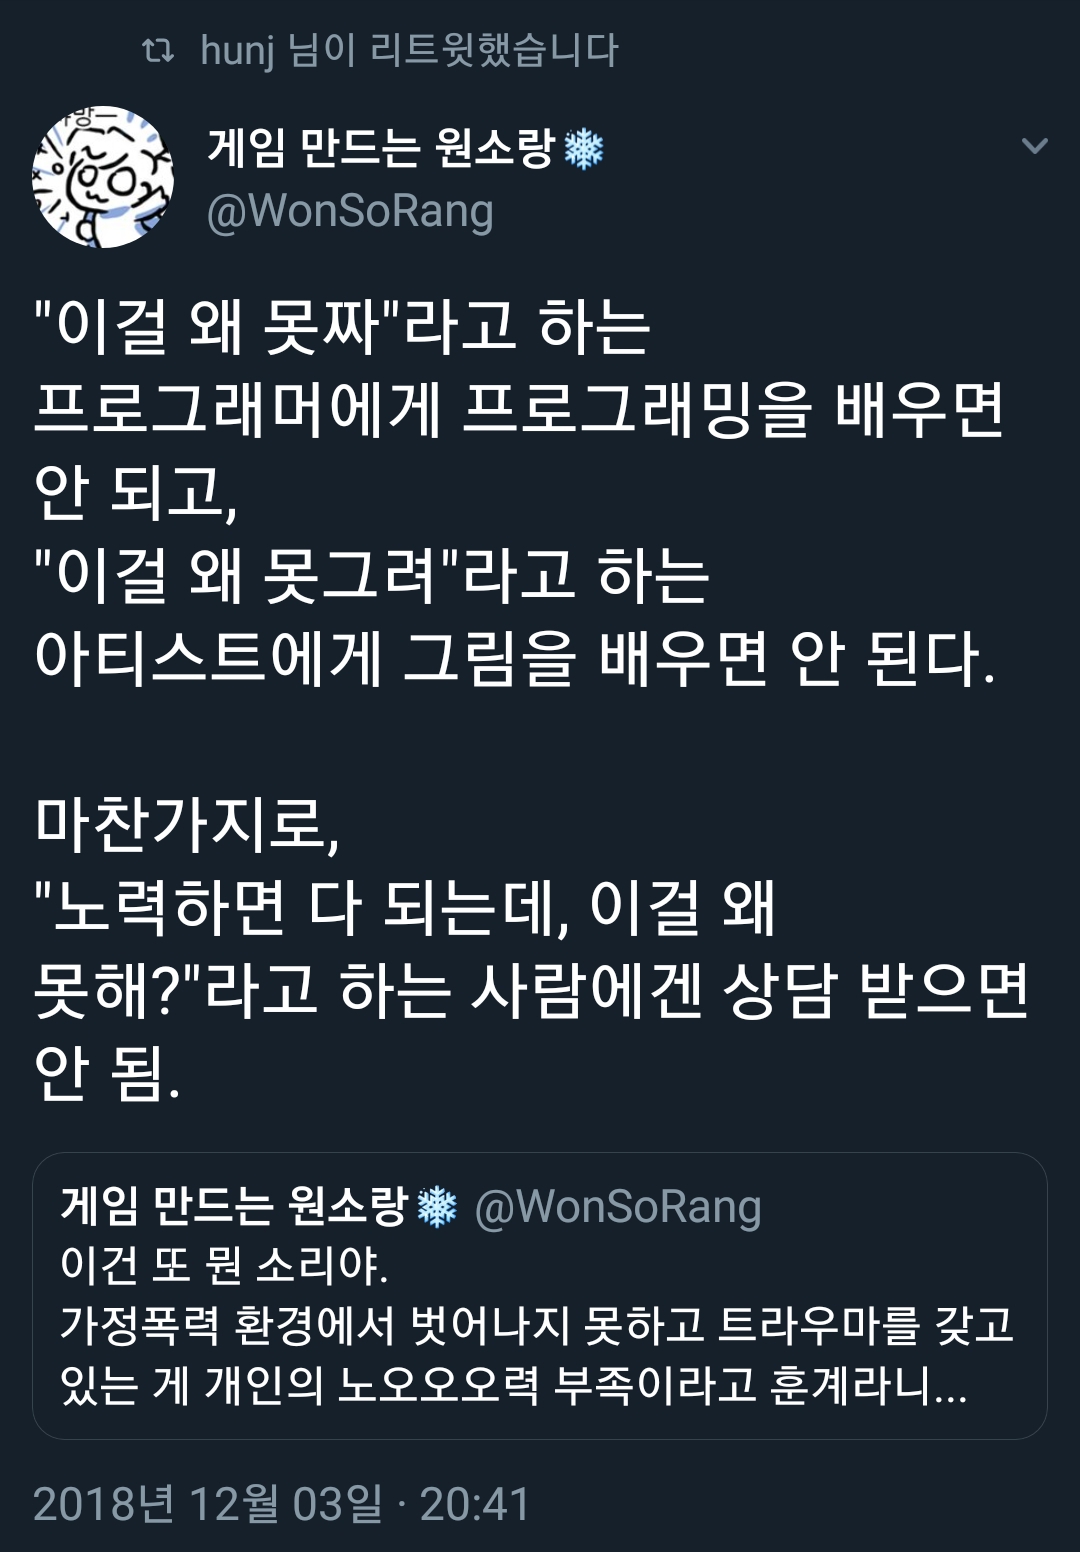 hunj 님이 리트윗했습니다
게임 만드는 원소랑❄
@WonSoRang
"이걸 왜 못짜"라고 하는
프로그래머에게 프로그래밍을 배우면
안 되고,
"이걸 왜 못그려"라고 하는
아티스트에게 그림을 배우면 안 된다.
마찬가지로,
"노력하면 다 되는데, 이걸 왜
못해?"라고 하는 사람에겐 상담 받으면
안 됨.
게임 만드는 원소랑❄ @WonSoRang
이건 또 뭔 소리야.
가정폭력 환경에서 벗어나지 못하고 트라우마를 갖고
있는 게 개인의 노오오오력 부족이라고 훈계라니...
2018년 12월 03일 · 20:41